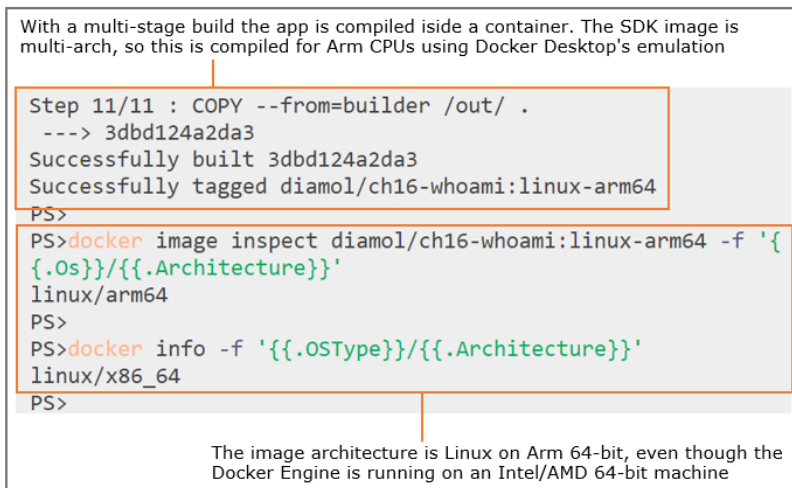 With a multi-stage build the app is compiled iside a container. The SDK image is
multi-arch, so this is compiled for Arm CPUs using Docker Desktop's emulation
Step 11/11 : COPY --from=builder /out/ .
 ---> 3dbd124a2da3
Successfully built 3dbd124a2da3
Successfully tagged diamol/ch16-whoami:linux-arm64
PS>
PS>docker image inspect diamol/ch16-whoami:linux-arm64 -f '{
{.Os}}/{{.Architecture}}'
linux/arm64
PS>
PS>docker info -f '{{.OSType}}/{{.Architecture}}'
linux/x86_64
PS>
The image architecture is Linux on Arm 64-bit, even though the
Docker Engine is running on an Intel/AMD 64-bit machine